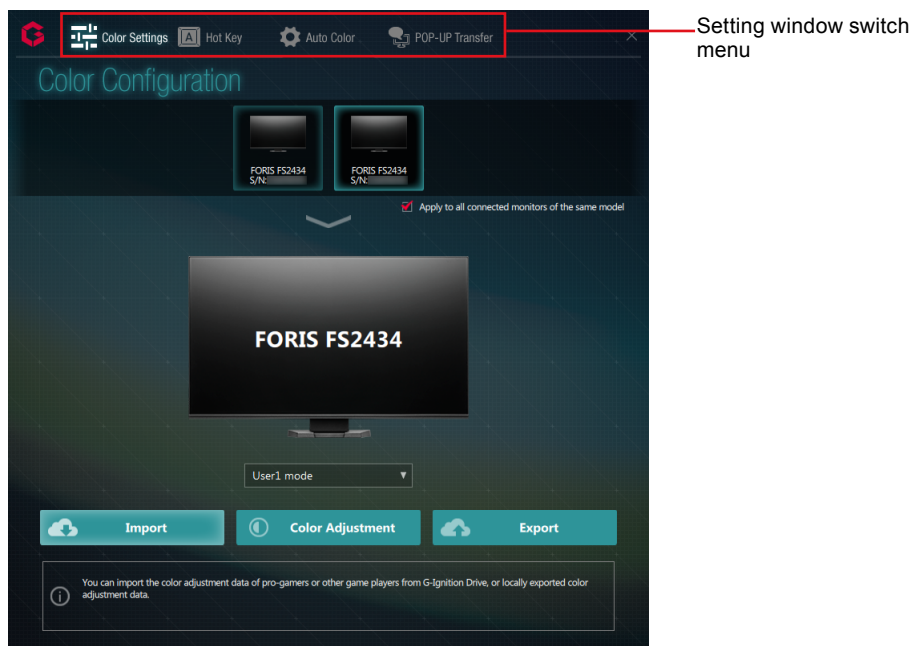 Color Settings A Hot Key Auto Color POP-UP Transfer
Setting window switch
menu
Color Configuration
FORIS FS2434
S/N:
FORIS FS2434
S/N:
Apply to all connected monitors of the same model
FORIS FS2434
User1 mode
Import
Color Adjustment
Export
You can import the color adjustment data of pro-gamers or other game players from G-Ignition Drive, or locally exported color
adjustment data.